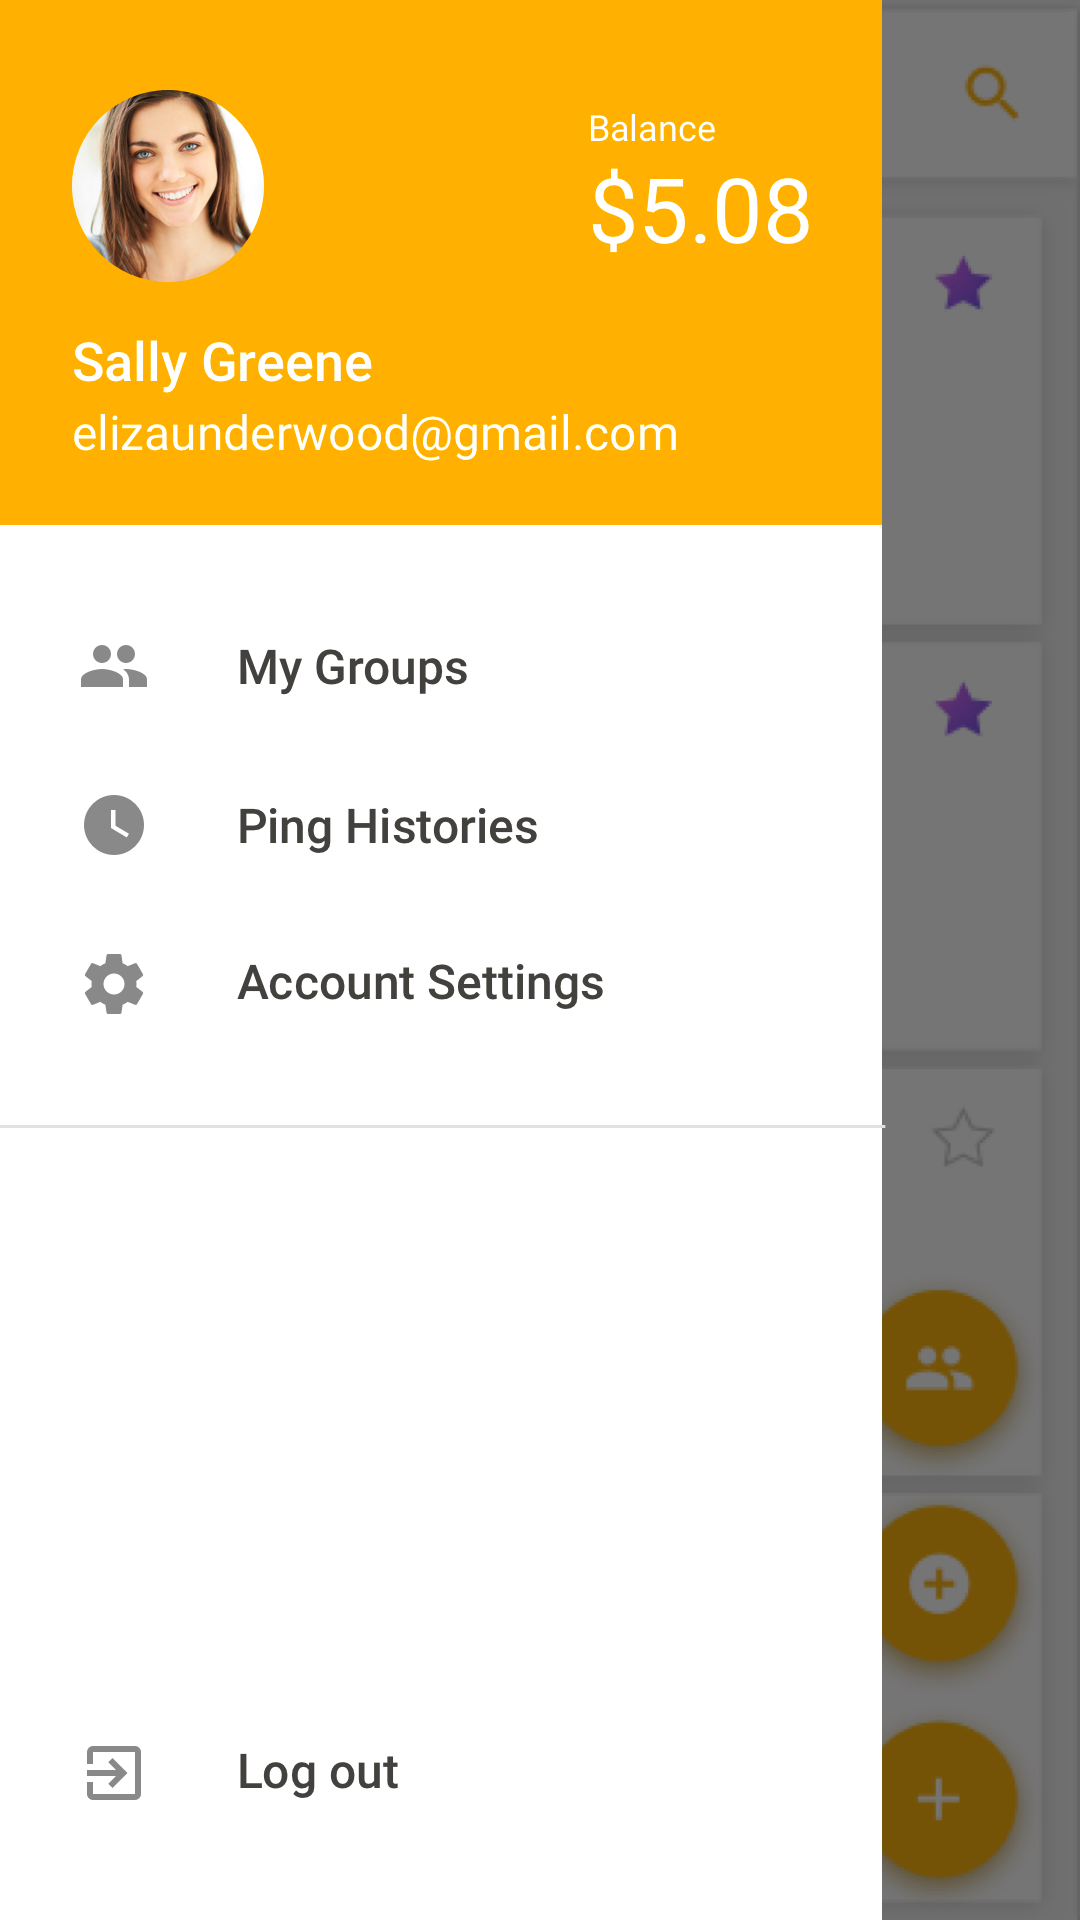 Balance
$5.08
Sally Greene
elizaunderwood@gmail.com
My Groups
Ping Histories
Account Settings
Log out